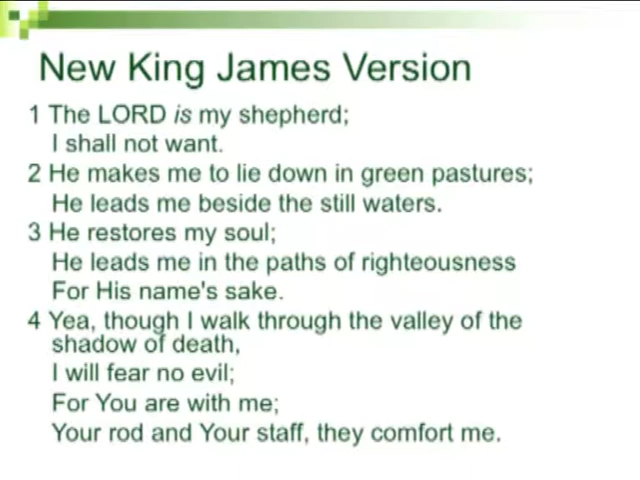 New King James Version
1 The LORD is my shepherd;
I shall not want.
2 He makes me to lie down in green pastures;
He leads me beside the still waters.
3 He restores my soul;
He leads me in the paths of righteousness
For His name's sake.
4 Yea, though I walk through the valley of the
shadow of death,
I will fear no evil;
For You are with me;
Your rod and Your staff, they comfort me.